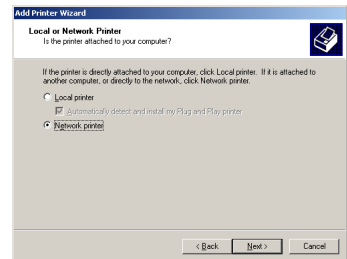 Add Printer Wizard
Local or Network Printer
Is the printer attached to your computer?
If the printer is directly attached to your computer, click Local printer. If it is attached to
another computer, or directly to the network, click Network printer.
Local printer
Automatically detect and install my Plug and Play printer
Network printer
< Back
Next >
Cancel